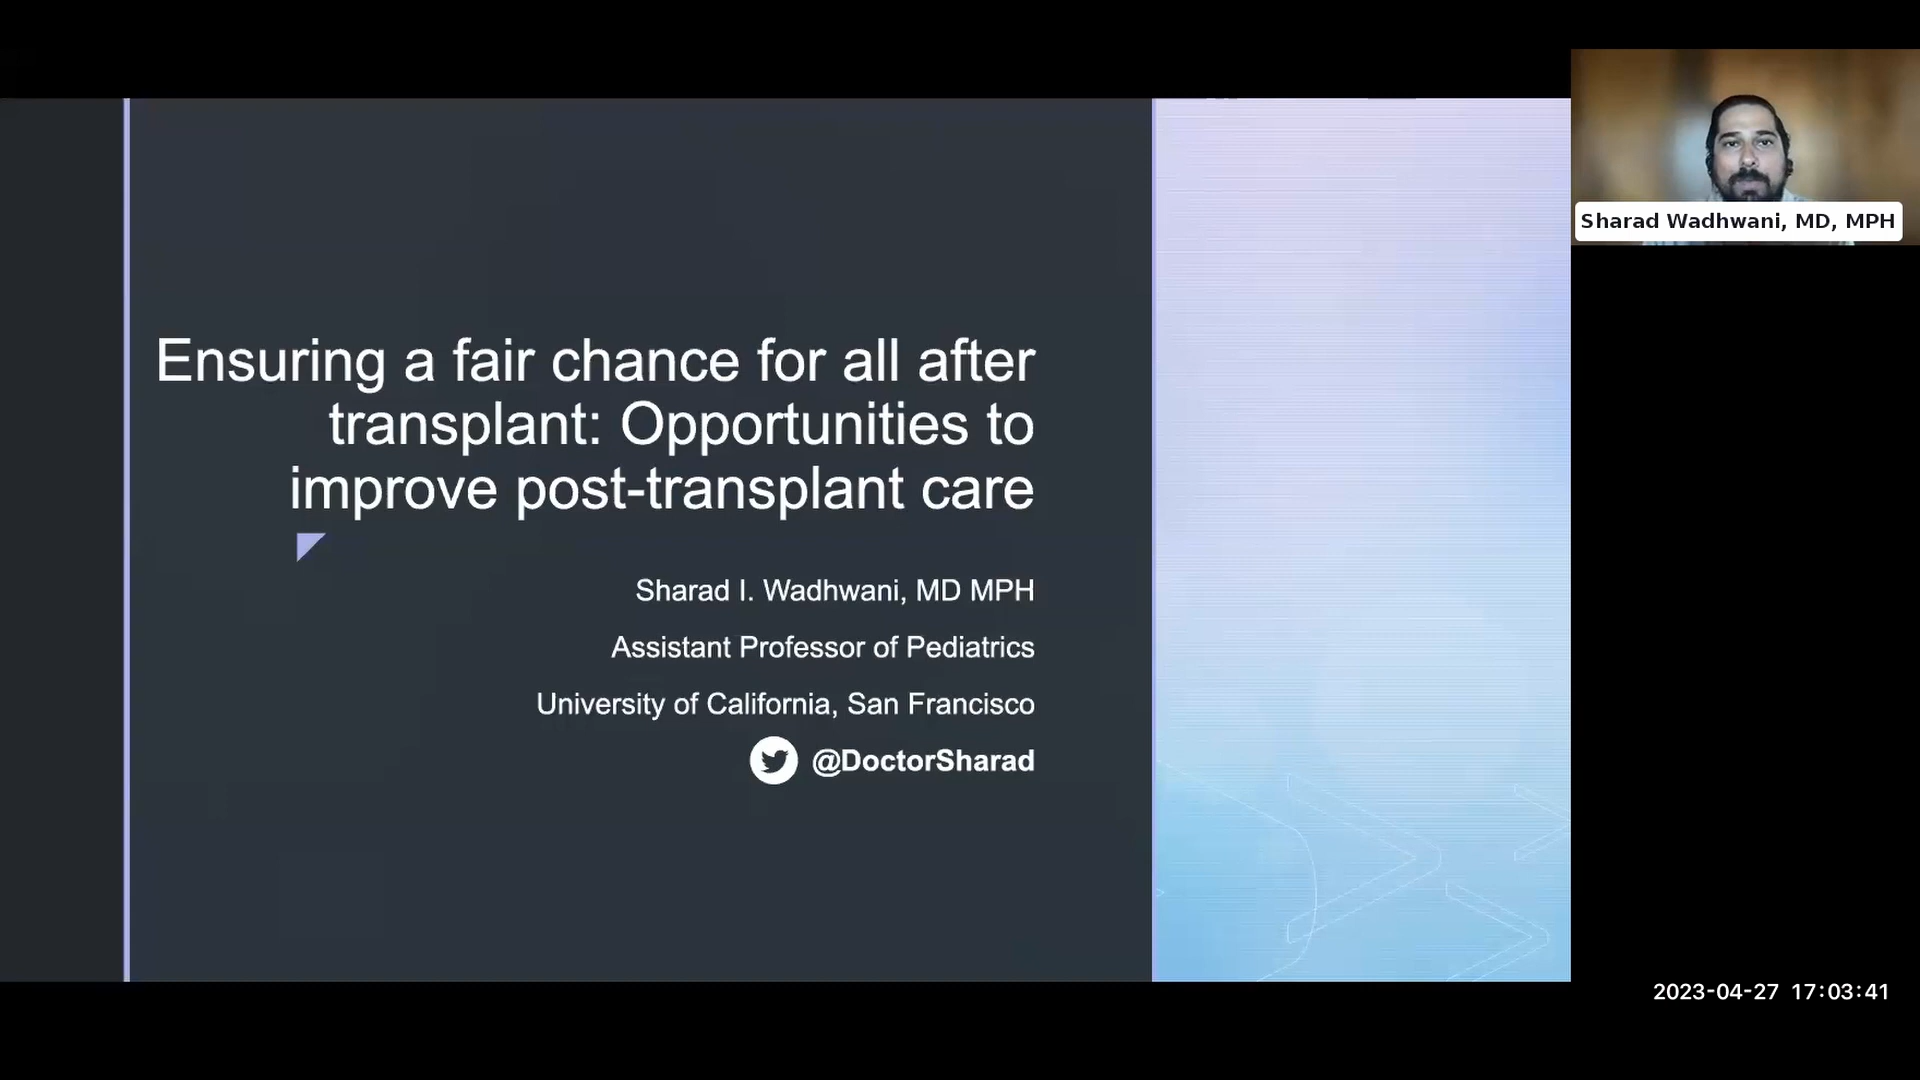 Ensuring a fair chance for all after
transplant: Opportunities to
improve post-transplant care
Sharad I. Wadhwani, MD MPH
Assistant Professor of Pediatrics
University of California, San Francisco
@DoctorSharad
Sharad Wadhwani, MD, MPH
2023-04-27 17:03:41